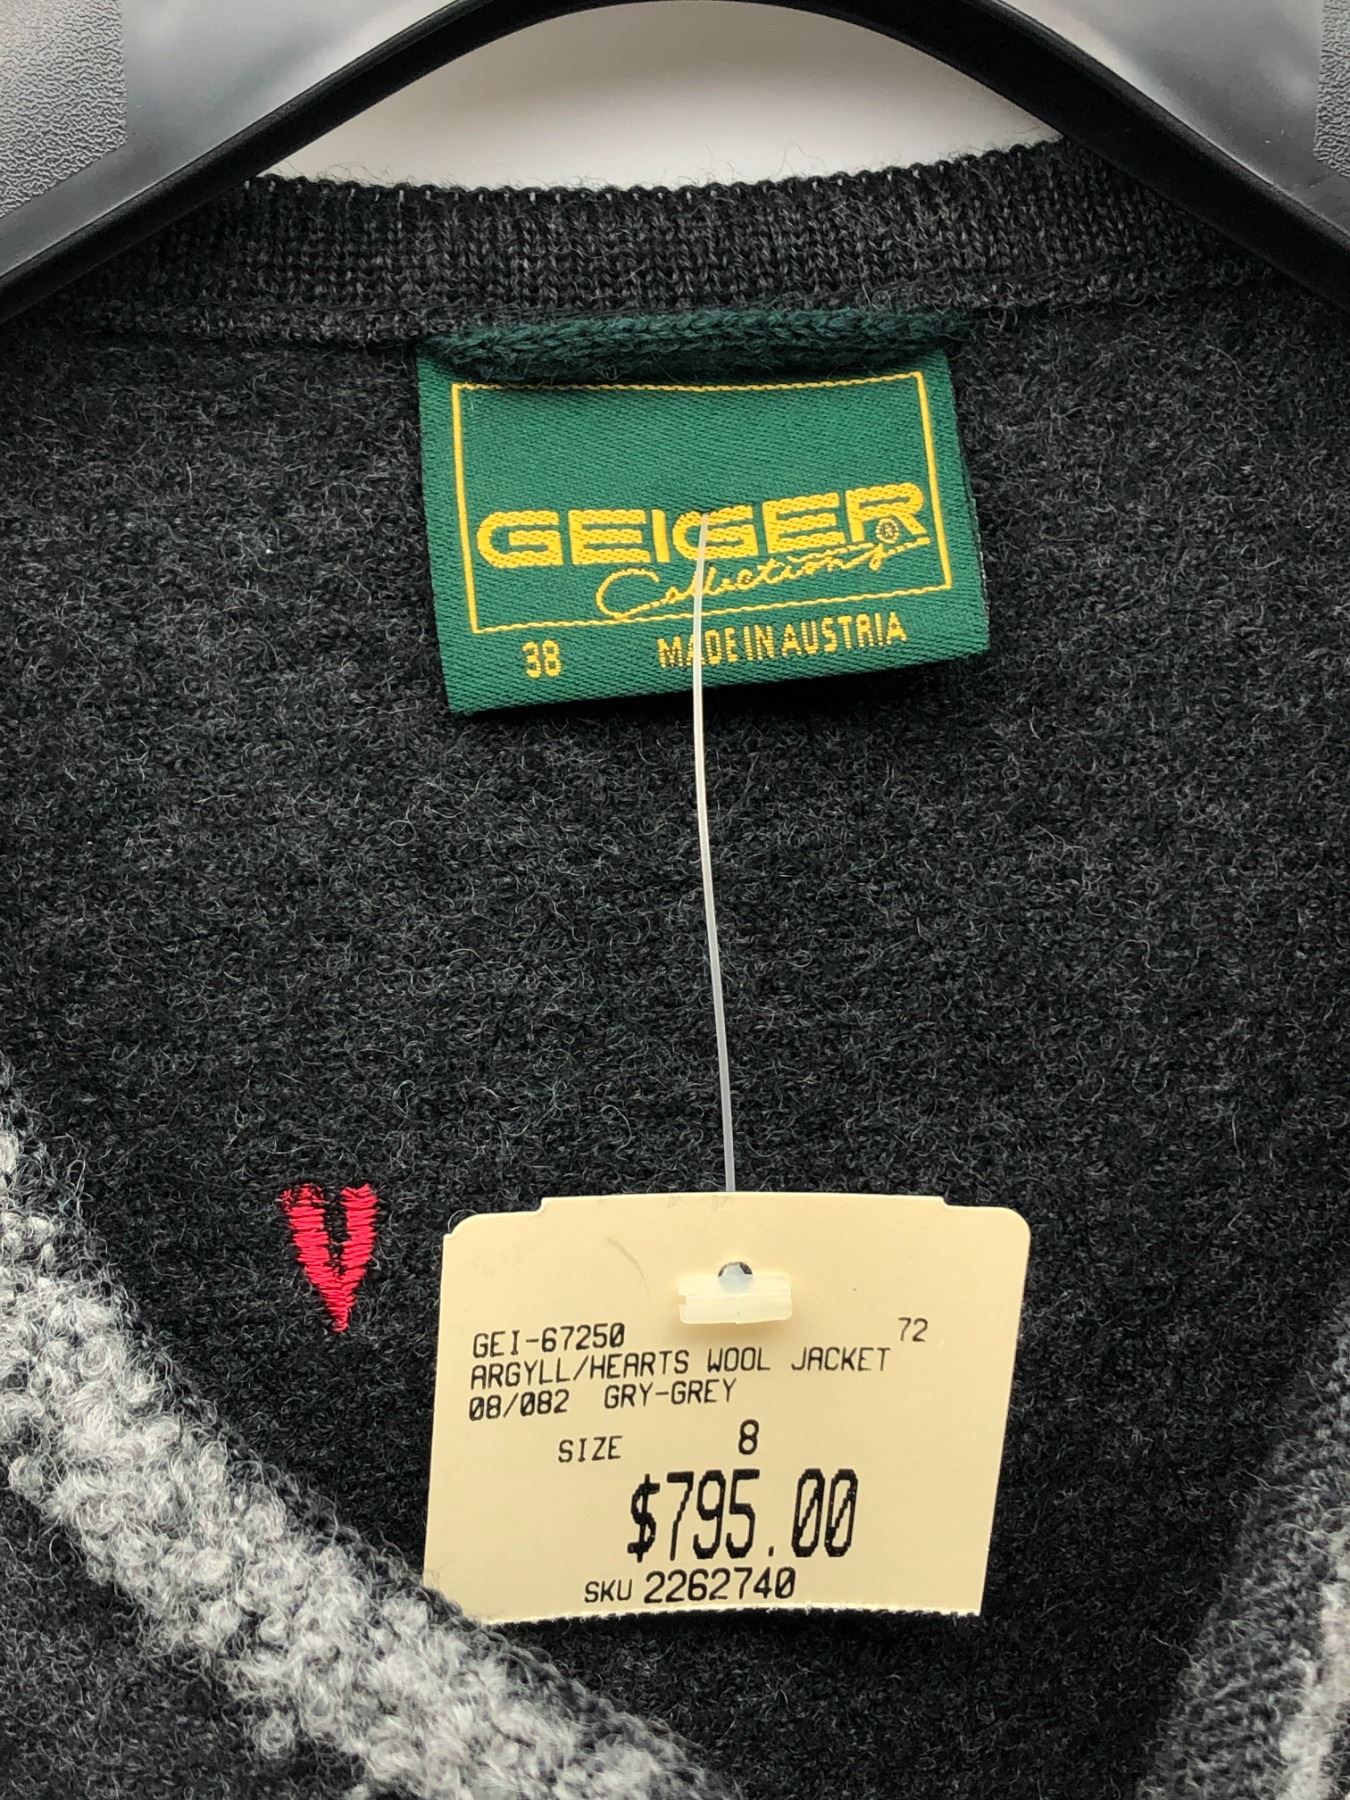 GEIGER®
Collections
38 MADE IN AUSTRIA
GEI-67250 72
ARGYLL/HEARTS WOOL JACKET
08/082 GRY-GREY
SIZE 8
$795.00
SKU 2262740